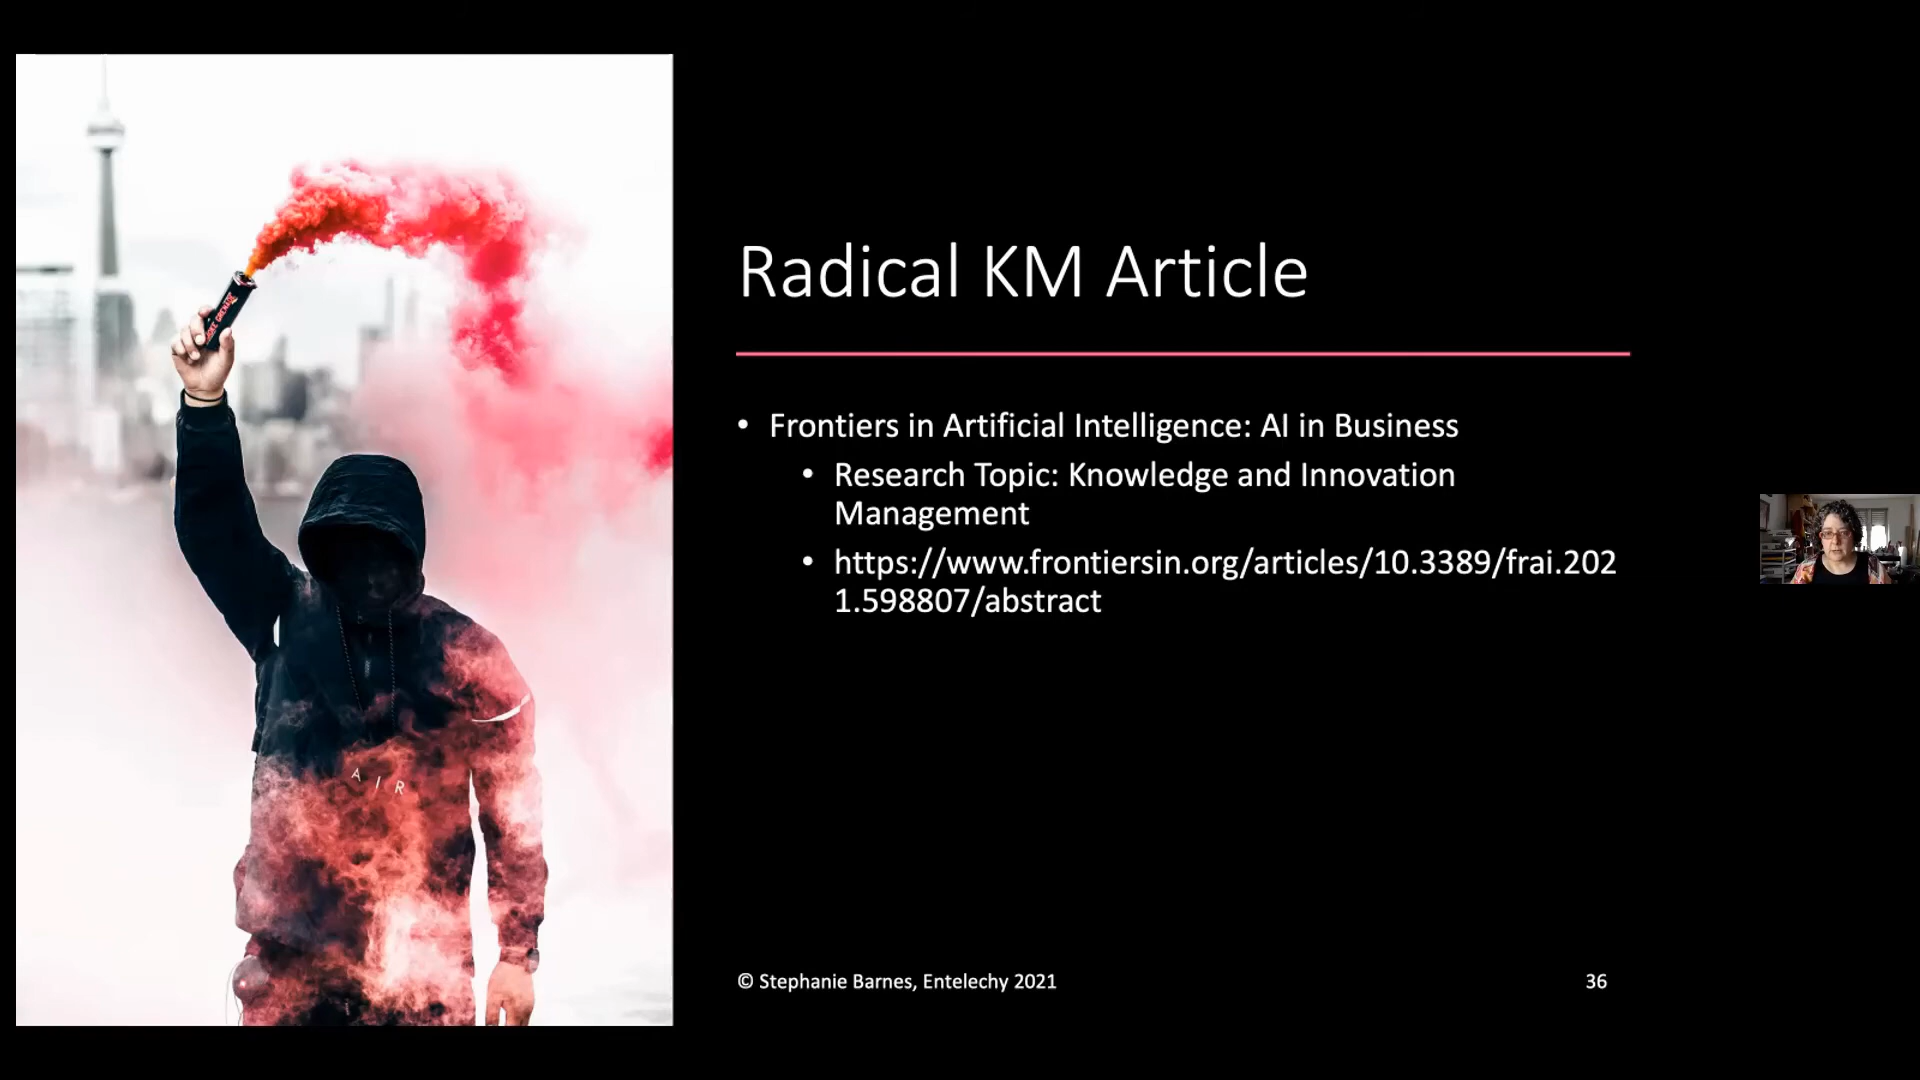 Radical KM Article
• Frontiers in Artificial Intelligence: AI in Business
• Research Topic: Knowledge and Innovation
Management
• https://www.frontiersin.org/articles/10.3389/frai.202
1.598807/abstract
A I R
© Stephanie Barnes, Entelechy 2021
36